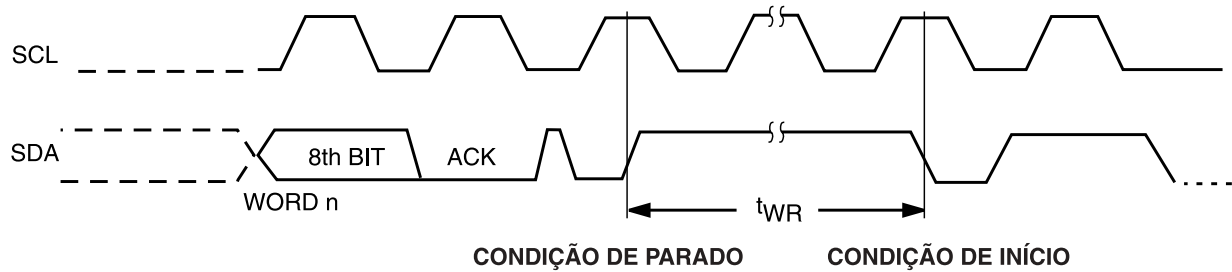 SCL
SDA
8th BIT
ACK
WORD n
tWR
CONDIÇÃO DE PARADO
CONDIÇÃO DE INÍCIO